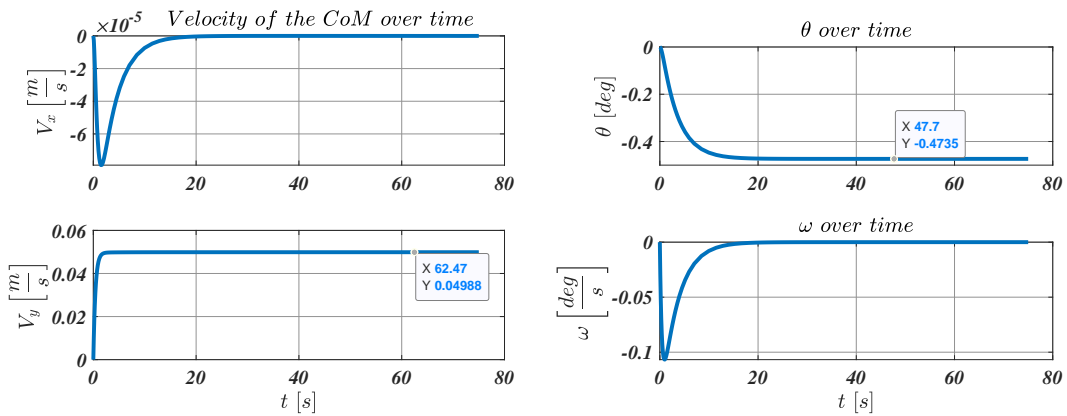 ×10⁻⁵
Velocity of the CoM over time
0
-2
-4
-6
V_x [m/s]
0 20 40 60 80
θ over time
0
-0.2
-0.4
θ [deg]
X 47.7
Y -0.4735
0 20 40 60 80
0.06
0.04
0.02
0
V_y [m/s]
X 62.47
Y 0.04988
0 20 40 60 80
t [s]
ω over time
0
-0.05
-0.1
ω [deg/s]
0 20 40 60 80
t [s]